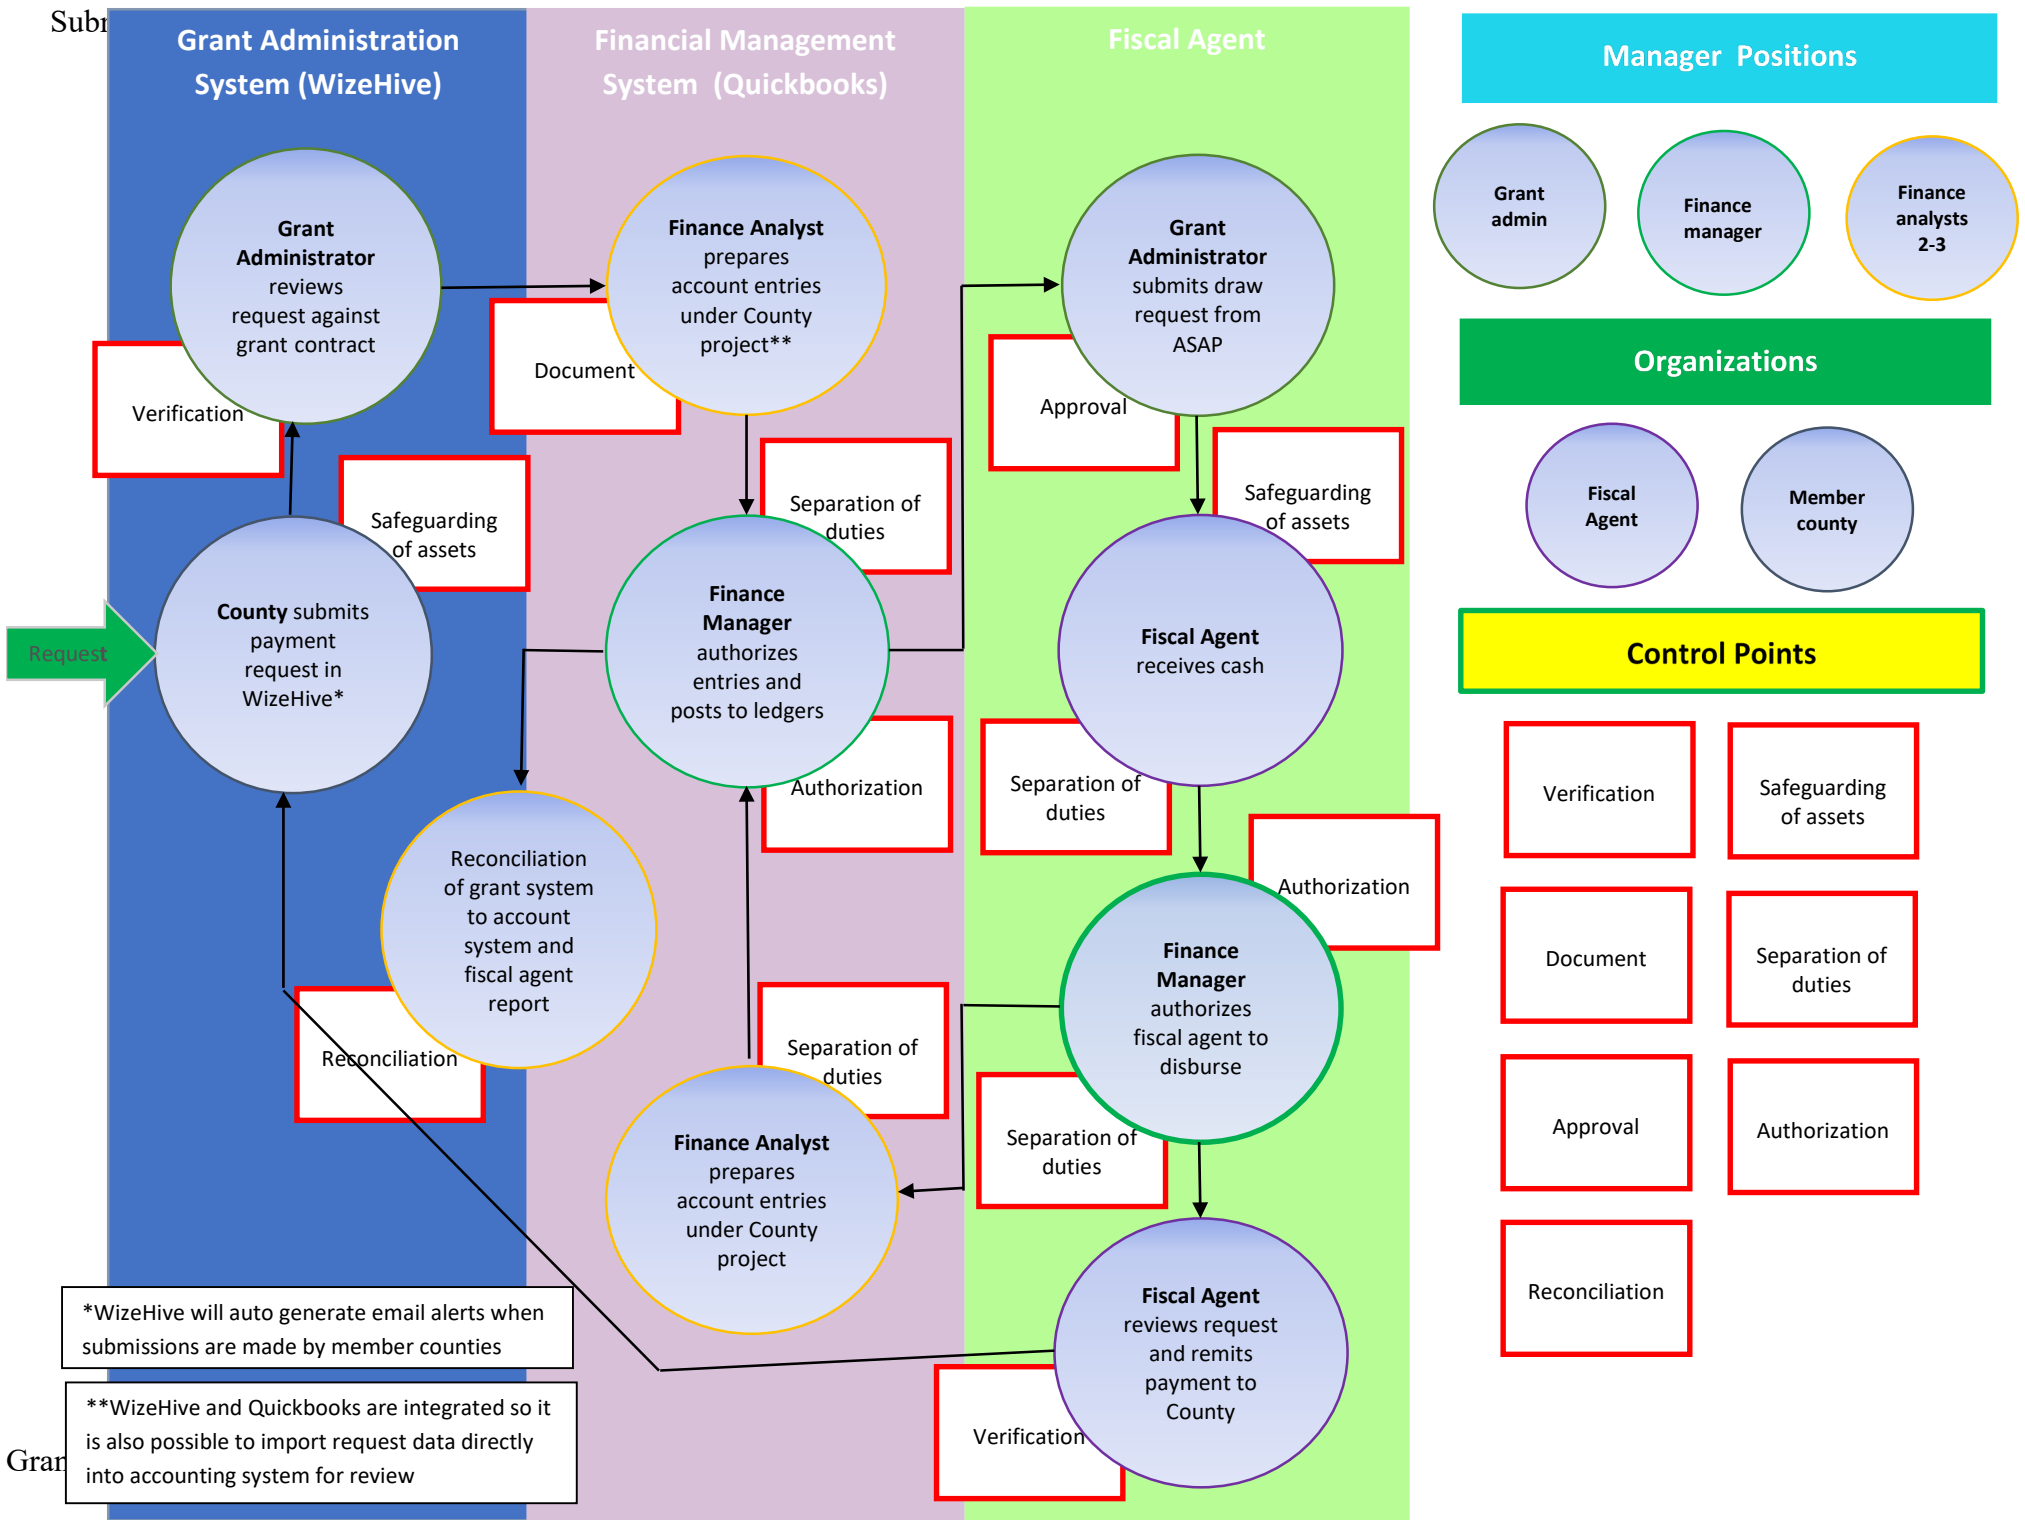 Subr
Grant Administration
System (WizeHive)
Financial Management
System (Quickbooks)
Fiscal Agent
Manager Positions
Grant
admin
Finance
manager
Finance
analysts
2-3
Organizations
Fiscal
Agent
Member
county
Control Points
Verification
Safeguarding
of assets
Document
Separation of
duties
Approval
Authorization
Reconciliation
Grant
Administrator
reviews
request against
grant contract
Verification
Safeguarding
of assets
Request
County submits
payment
request in
WizeHive*
Finance Analyst
prepares
account entries
under County
project**
Document
Separation of
duties
Finance
Manager
authorizes
entries and
posts to ledgers
Authorization
Reconciliation
of grant system
to account
system and
fiscal agent
report
Reconciliation
Separation of
duties
Finance Analyst
prepares
account entries
under County
project
Grant
Administrator
submits draw
request from
ASAP
Approval
Safeguarding
of assets
Fiscal Agent
receives cash
Separation of
duties
Authorization
Finance
Manager
authorizes
fiscal agent to
disburse
Separation of
duties
Fiscal Agent
reviews request
and remits
payment to
County
Verification
*WizeHive will auto generate email alerts when
submissions are made by member counties
**WizeHive and Quickbooks are integrated so it
is also possible to import request data directly
into accounting system for review
Gran